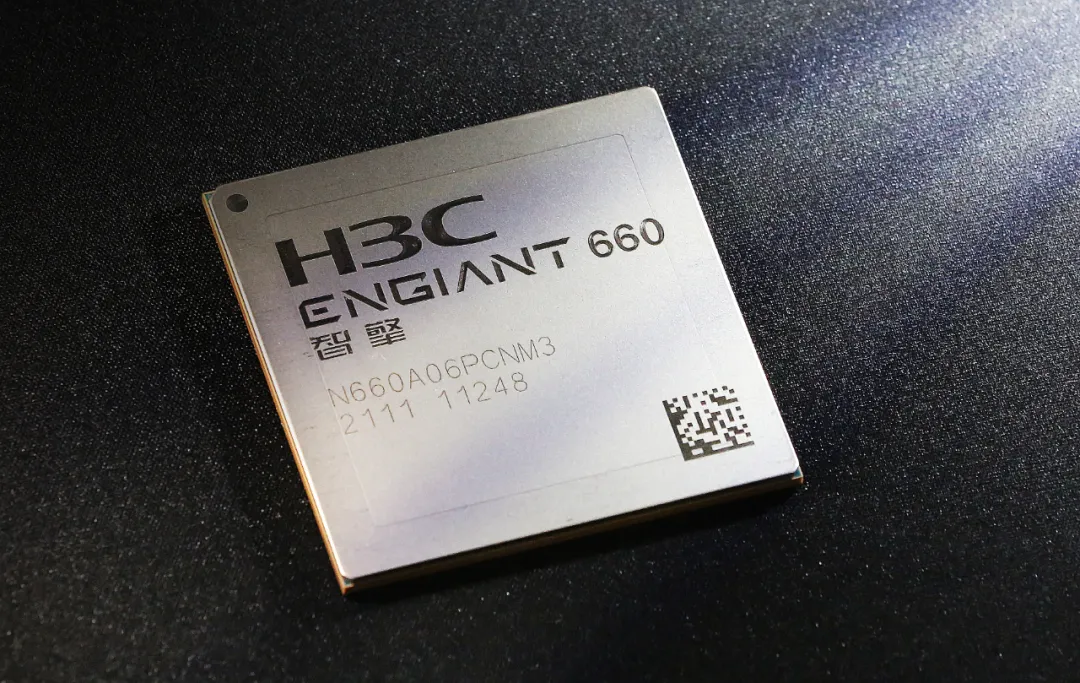 H3C
ENGIANT 660
智擎
N660A06PCNM3
2111 11248